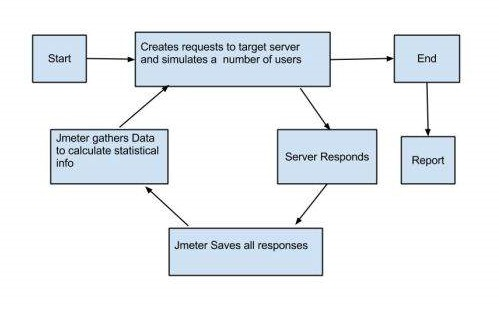 Start
Creates requests to target server
and simulates a  number of users
End
Jmeter gathers Data
to calculate statistical
info
Server Responds
Report
Jmeter Saves all responses